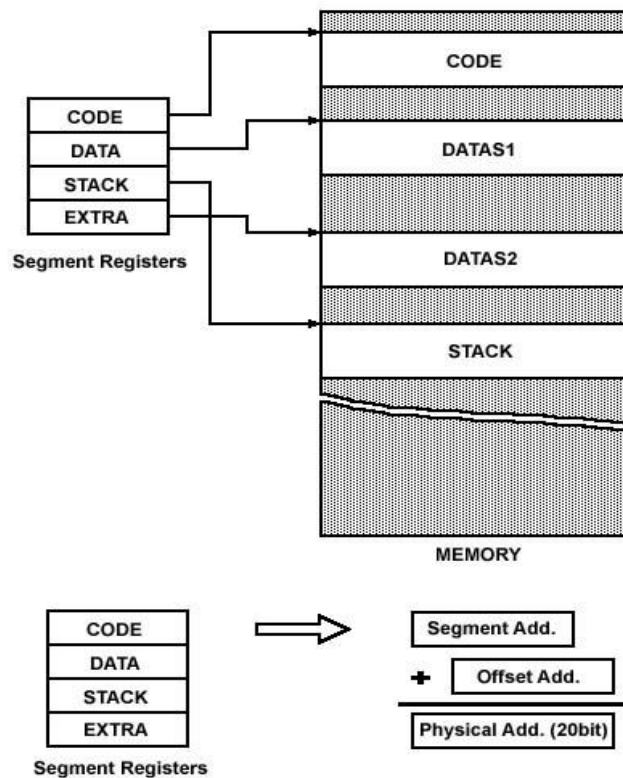 CODE
CODE
DATA
DATAS1
STACK
EXTRA
DATAS2
Segment Registers
STACK
MEMORY
CODE
DATA
STACK
EXTRA
Segment Registers
Segment Add.
+ Offset Add.
Physical Add. (20bit)